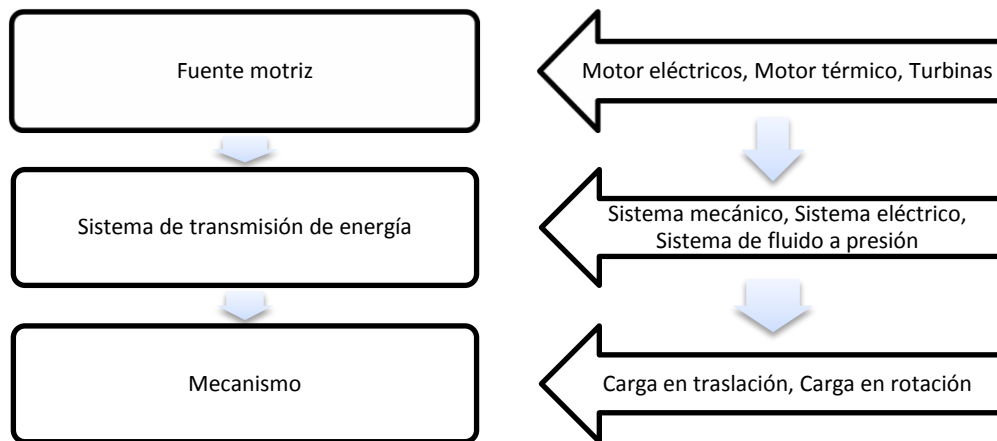 Fuente motriz
Motor eléctricos, Motor térmico, Turbinas
Sistema de transmisión de energía
Sistema mecánico, Sistema eléctrico,
Sistema de fluido a presión
Mecanismo
Carga en traslación, Carga en rotación